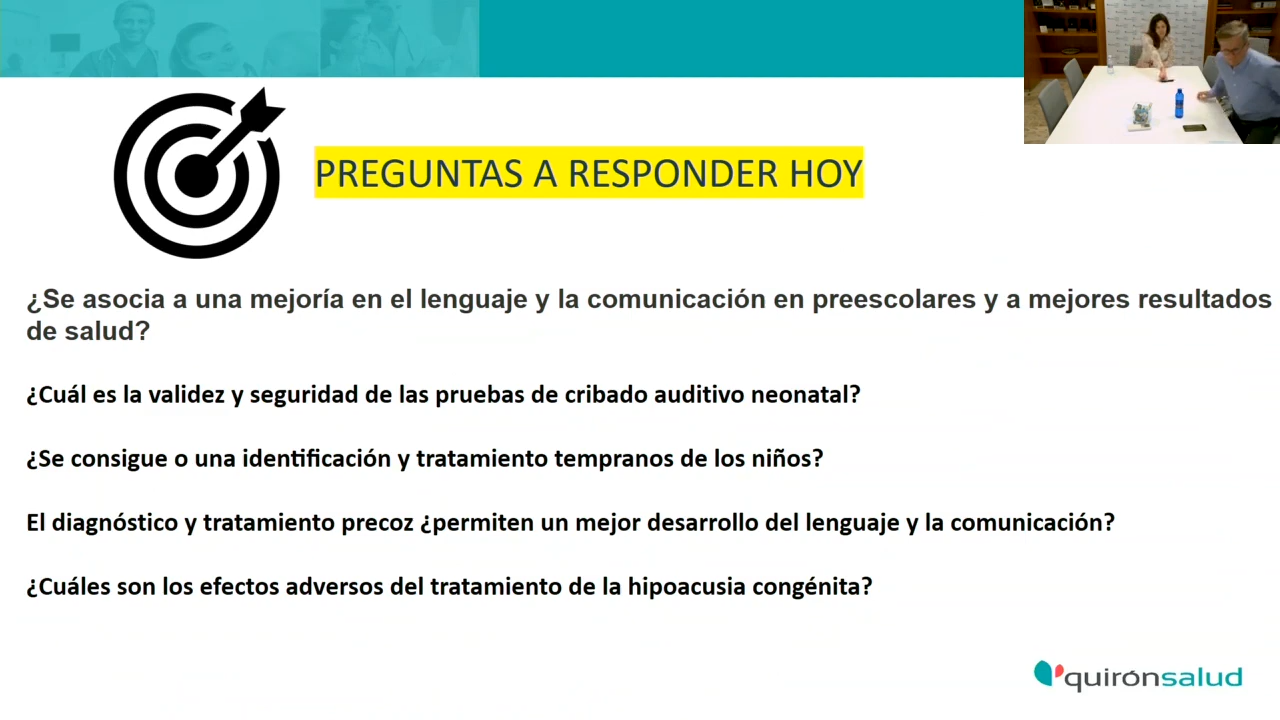 PREGUNTAS A RESPONDER HOY
¿Se asocia a una mejoría en el lenguaje y la comunicación en preescolares y a mejores resultados
de salud?
¿Cuál es la validez y seguridad de las pruebas de cribado auditivo neonatal?
¿Se consigue o una identificación y tratamiento tempranos de los niños?
El diagnóstico y tratamiento precoz ¿permiten un mejor desarrollo del lenguaje y la comunicación?
¿Cuáles son los efectos adversos del tratamiento de la hipoacusia congénita?
quirónsalud